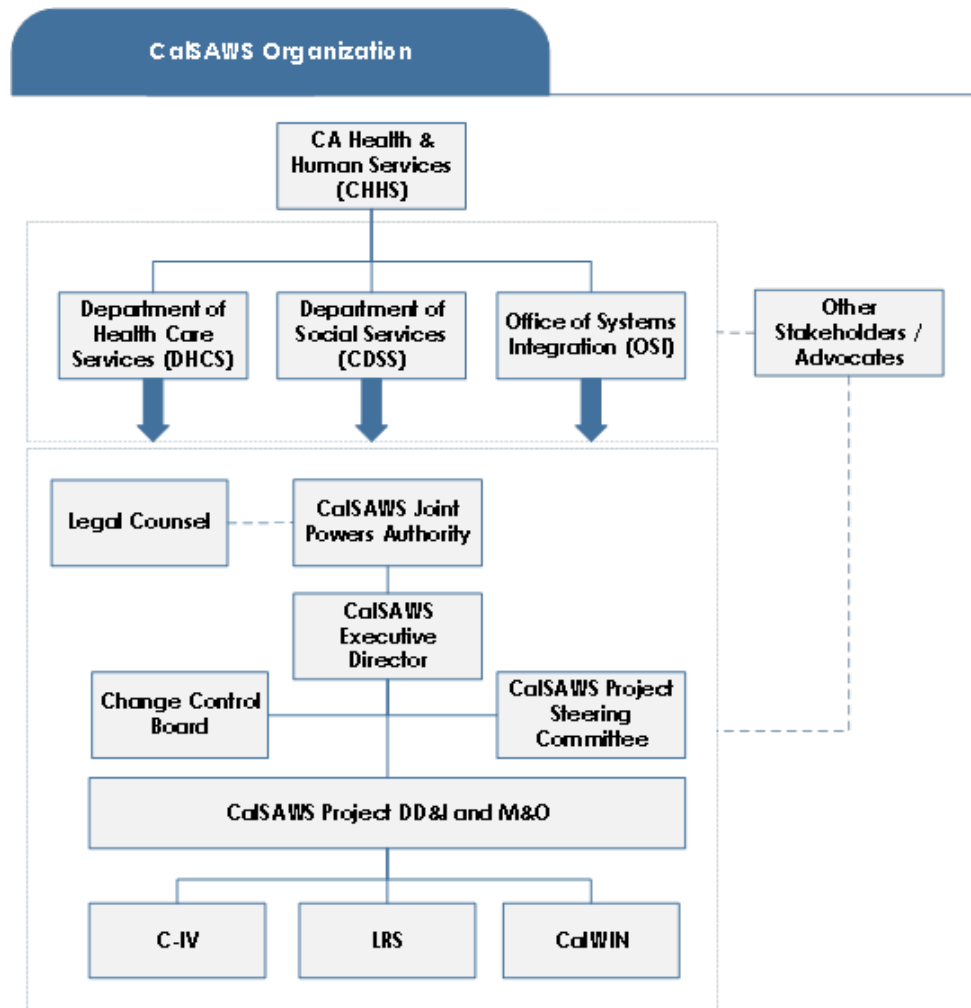 CalSAWS Organization
CA Health &
Human Services
(CHHS)
Department of
Health Care
Services (DHCS)
Department of
Social Services
(CDSS)
Office of Systems
Integration (OSI)
Other
Stakeholders /
Advocates
Legal Counsel
CalSAWS Joint
Powers Authority
CalSAWS
Executive
Director
Change Control
Board
CalSAWS Project
Steering
Committee
CalSAWS Project DD&I and M&O
C-IV
LRS
CalWIN